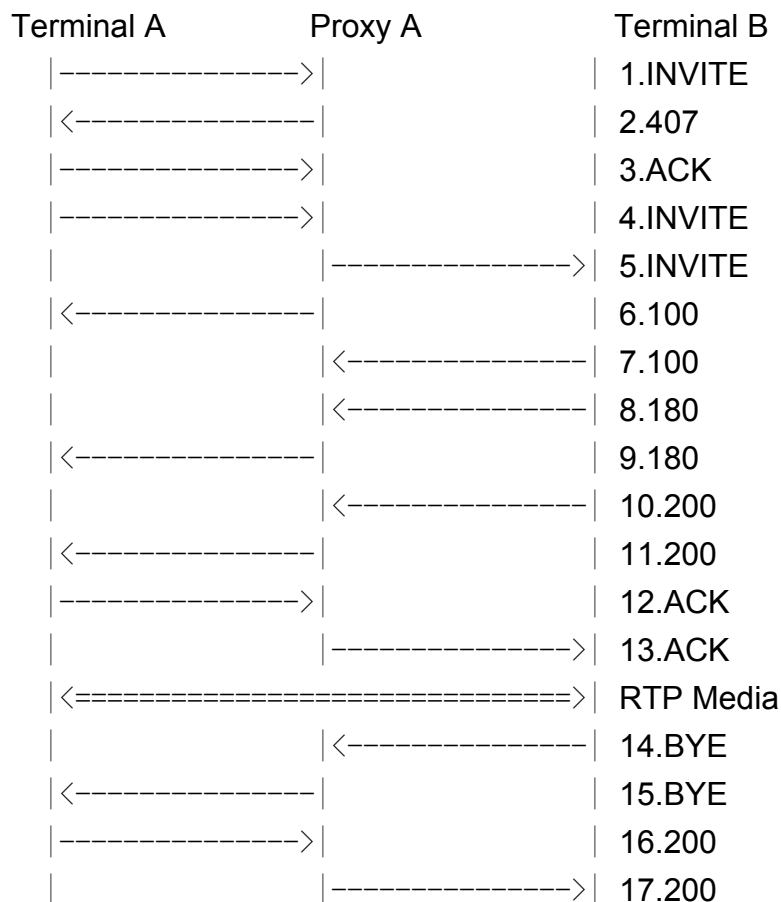 Terminal A Proxy A Terminal B
|---------------->| | 1.INVITE
|<----------------| | 2.407
|---------------->| | 3.ACK
|---------------->| | 4.INVITE
| |---------------->| 5.INVITE
|<----------------| | 6.100
| |<----------------| 7.100
| |<----------------| 8.180
|<----------------| | 9.180
| |<----------------| 10.200
|<----------------| | 11.200
|---------------->| | 12.ACK
| |---------------->| 13.ACK
|<================================>| RTP Media
| |<----------------| 14.BYE
|<----------------| | 15.BYE
|---------------->| | 16.200
| |---------------->| 17.200